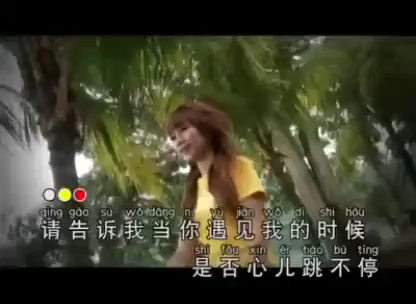 qǐng gào sù wǒ dāng nǐ yù jiàn wǒ di shí hòu
请告诉我当你遇见我的时候
shì fǒu xīn ér tiào bù tíng
是否心儿跳不停